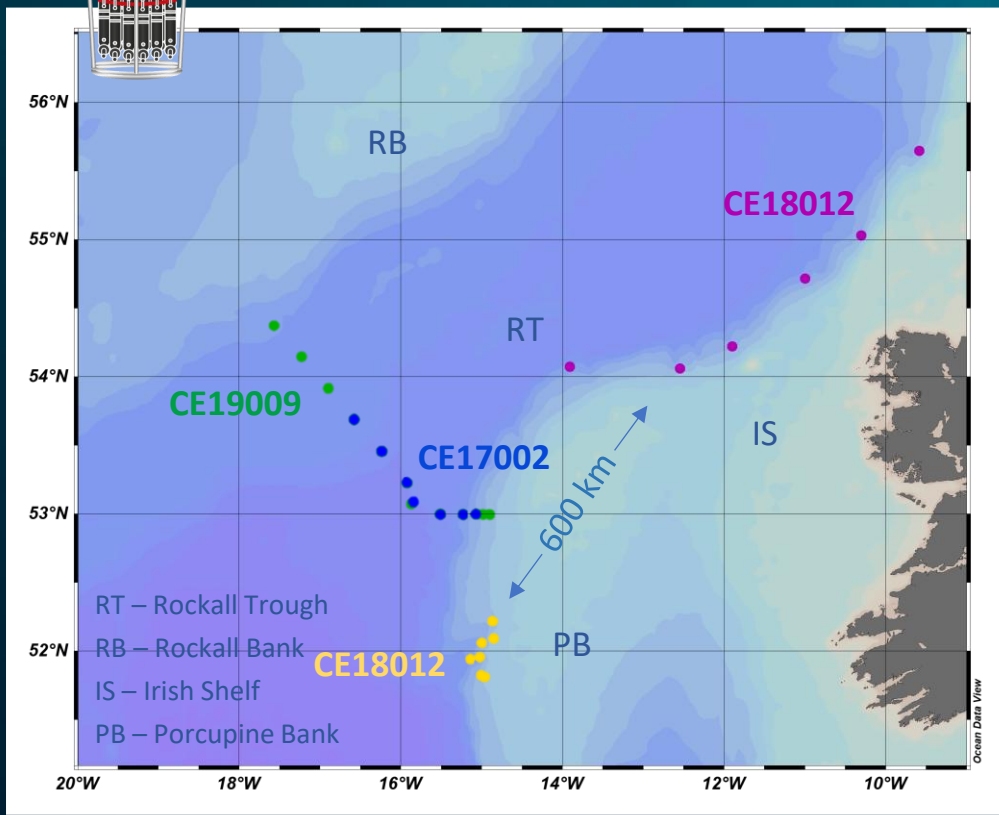 56°N
RB
CE18012
55°N
RT
54°N
CE19009
IS
CE17002
53°N
600 km
RT – Rockall Trough
RB – Rockall Bank
IS – Irish Shelf
PB – Porcupine Bank
52°N
PB
CE18012
Ocean Data View
20°W
18°W
16°W
14°W
12°W
10°W